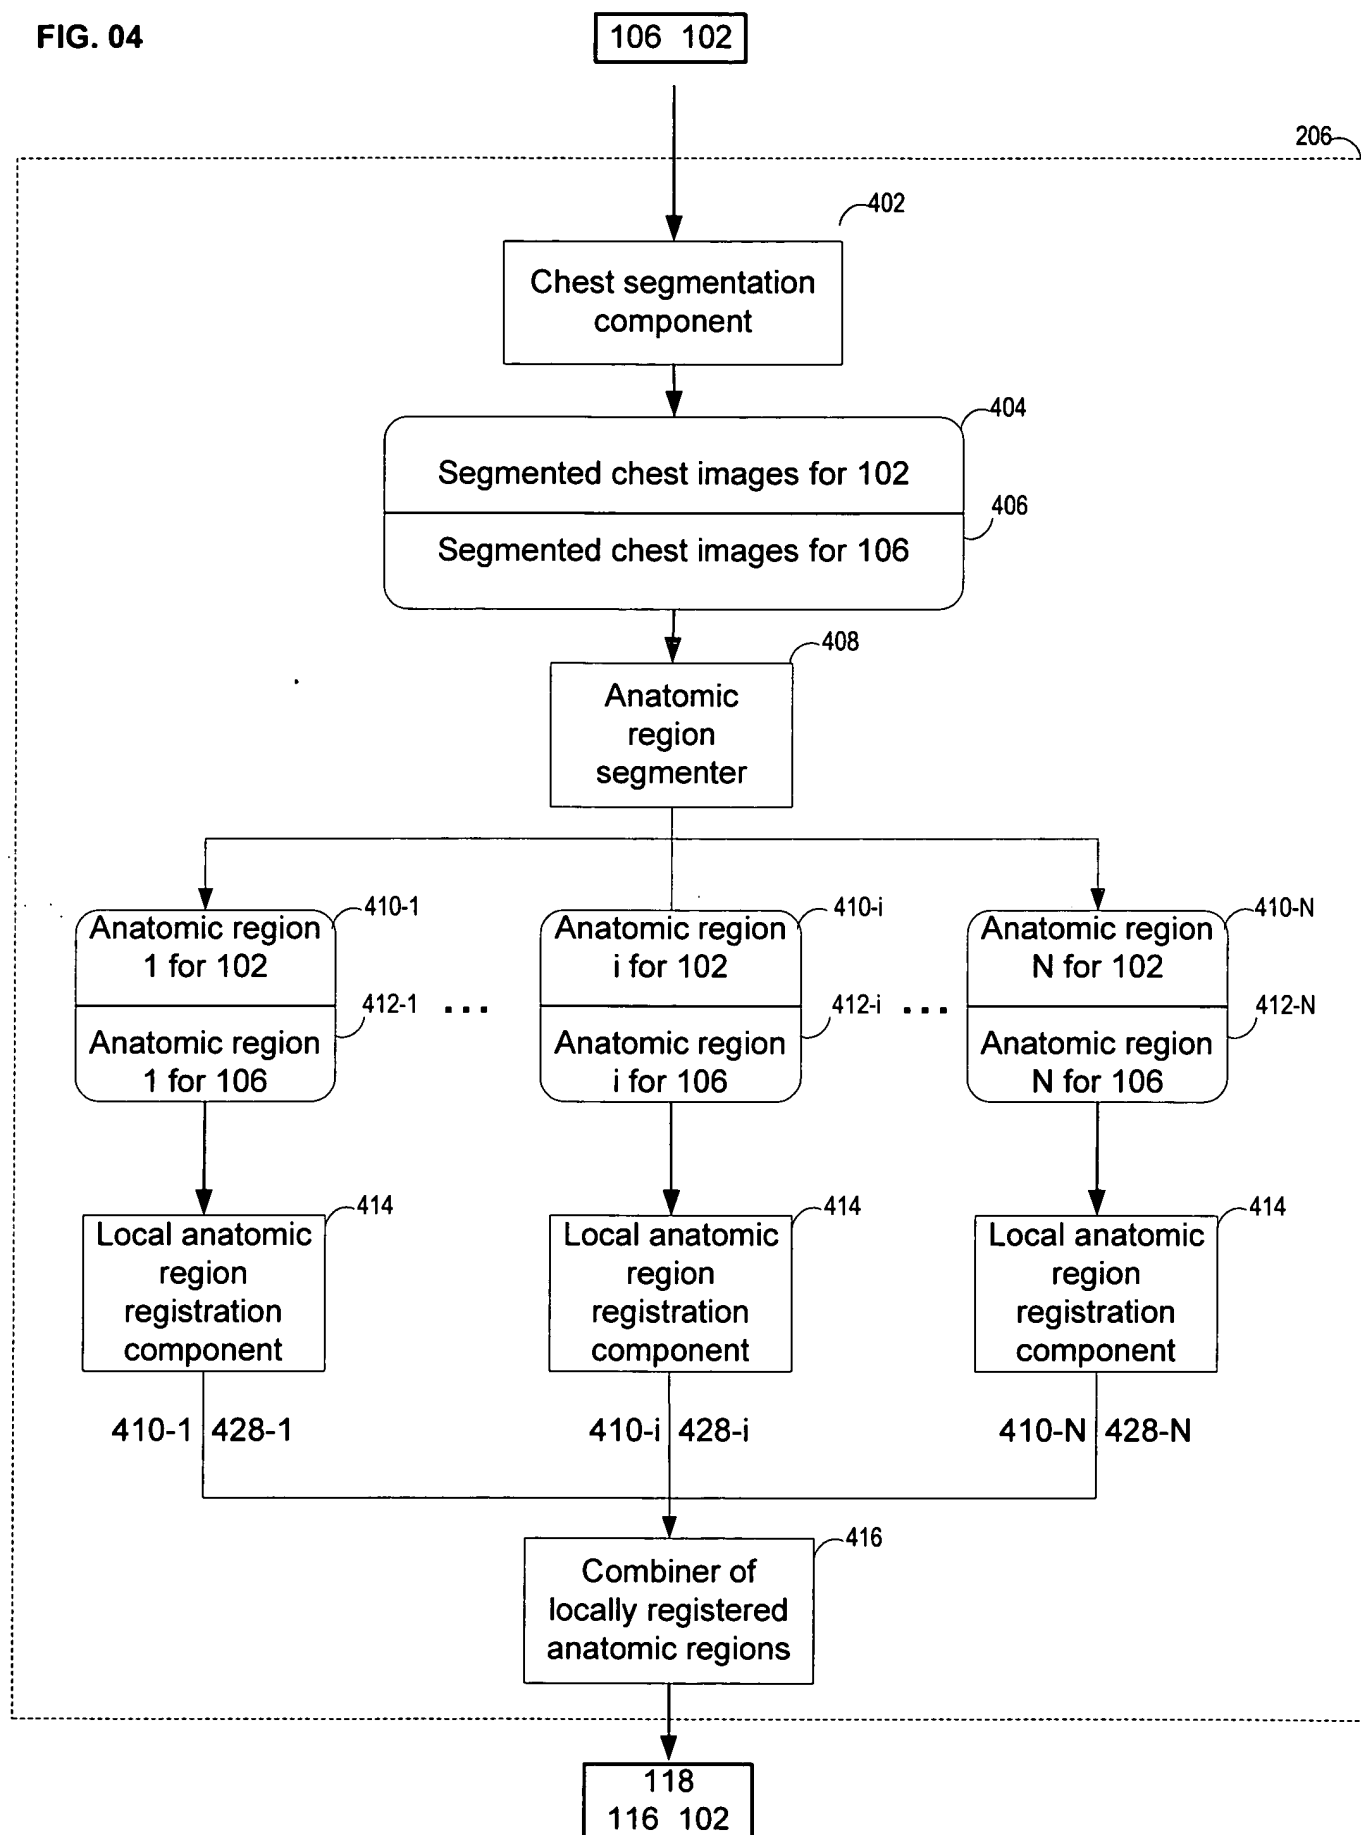 FIG. 04
106 102
206
402
Chest segmentation
component
404
Segmented chest images for 102
406
Segmented chest images for 106
408
Anatomic
region
segmenter
410-1
Anatomic region
1 for 102
412-1
Anatomic region
1 for 106
...
410-i
Anatomic region
i for 102
412-i
Anatomic region
i for 106
...
410-N
Anatomic region
N for 102
412-N
Anatomic region
N for 106
414
Local anatomic
region
registration
component
414
Local anatomic
region
registration
component
414
Local anatomic
region
registration
component
410-1 428-1
410-i 428-i
410-N 428-N
416
Combiner of
locally registered
anatomic regions
118
116 102